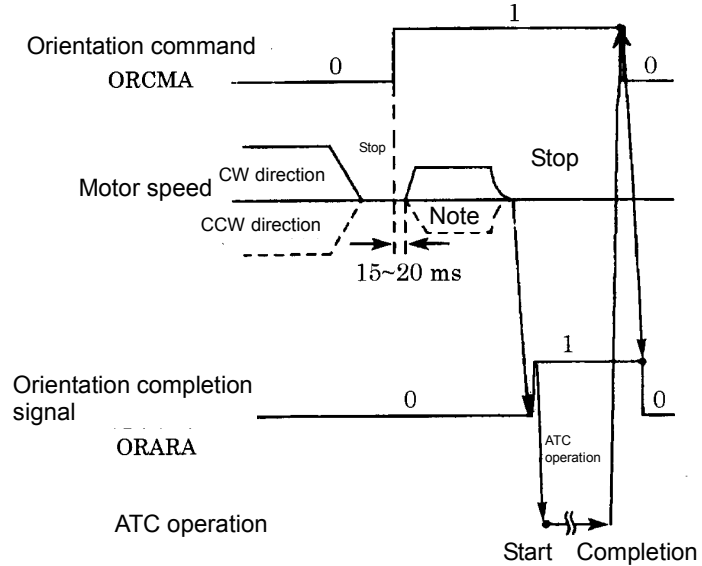 1
Orientation command
0
0
ORCMA
Stop
Stop
CW direction
Motor speed
Note
CCW direction
15~20 ms
1
Orientation completion
signal
0
0
ORARA
ATC
operation
ATC operation
Start Completion